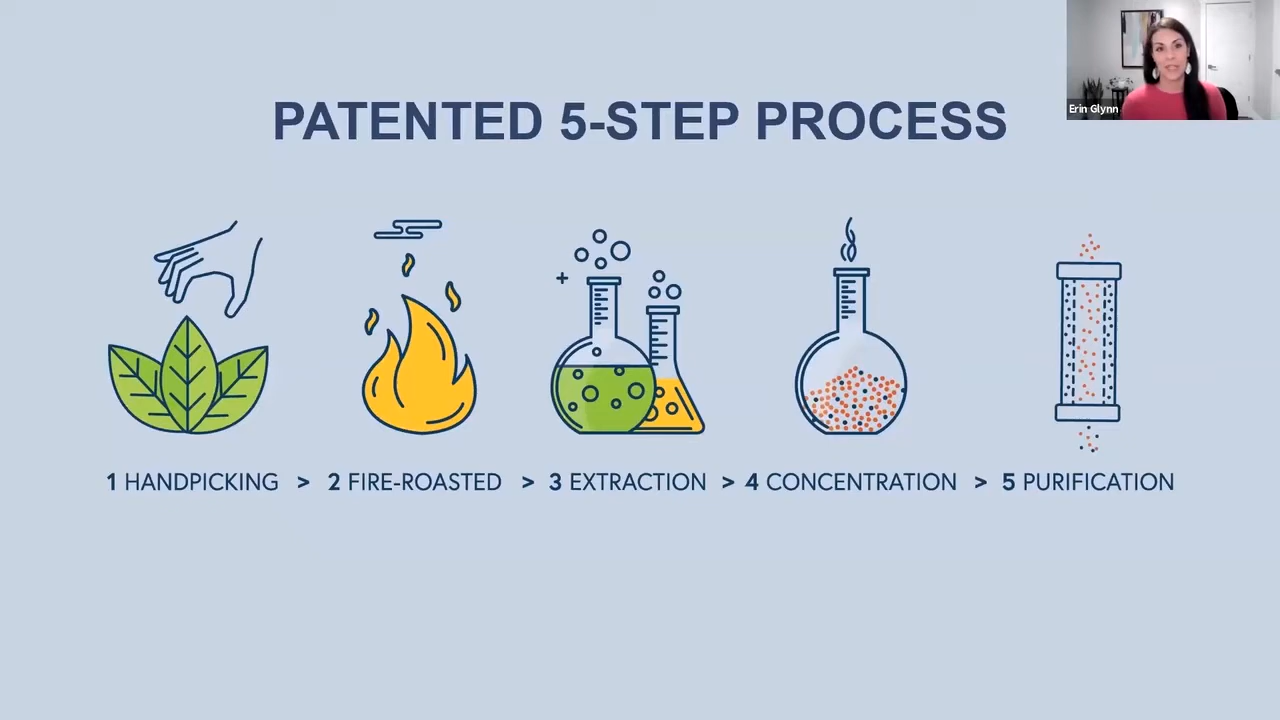 Erin Glynn
PATENTED 5-STEP PROCESS
1 HANDPICKING > 2 FIRE-ROASTED > 3 EXTRACTION > 4 CONCENTRATION > 5 PURIFICATION